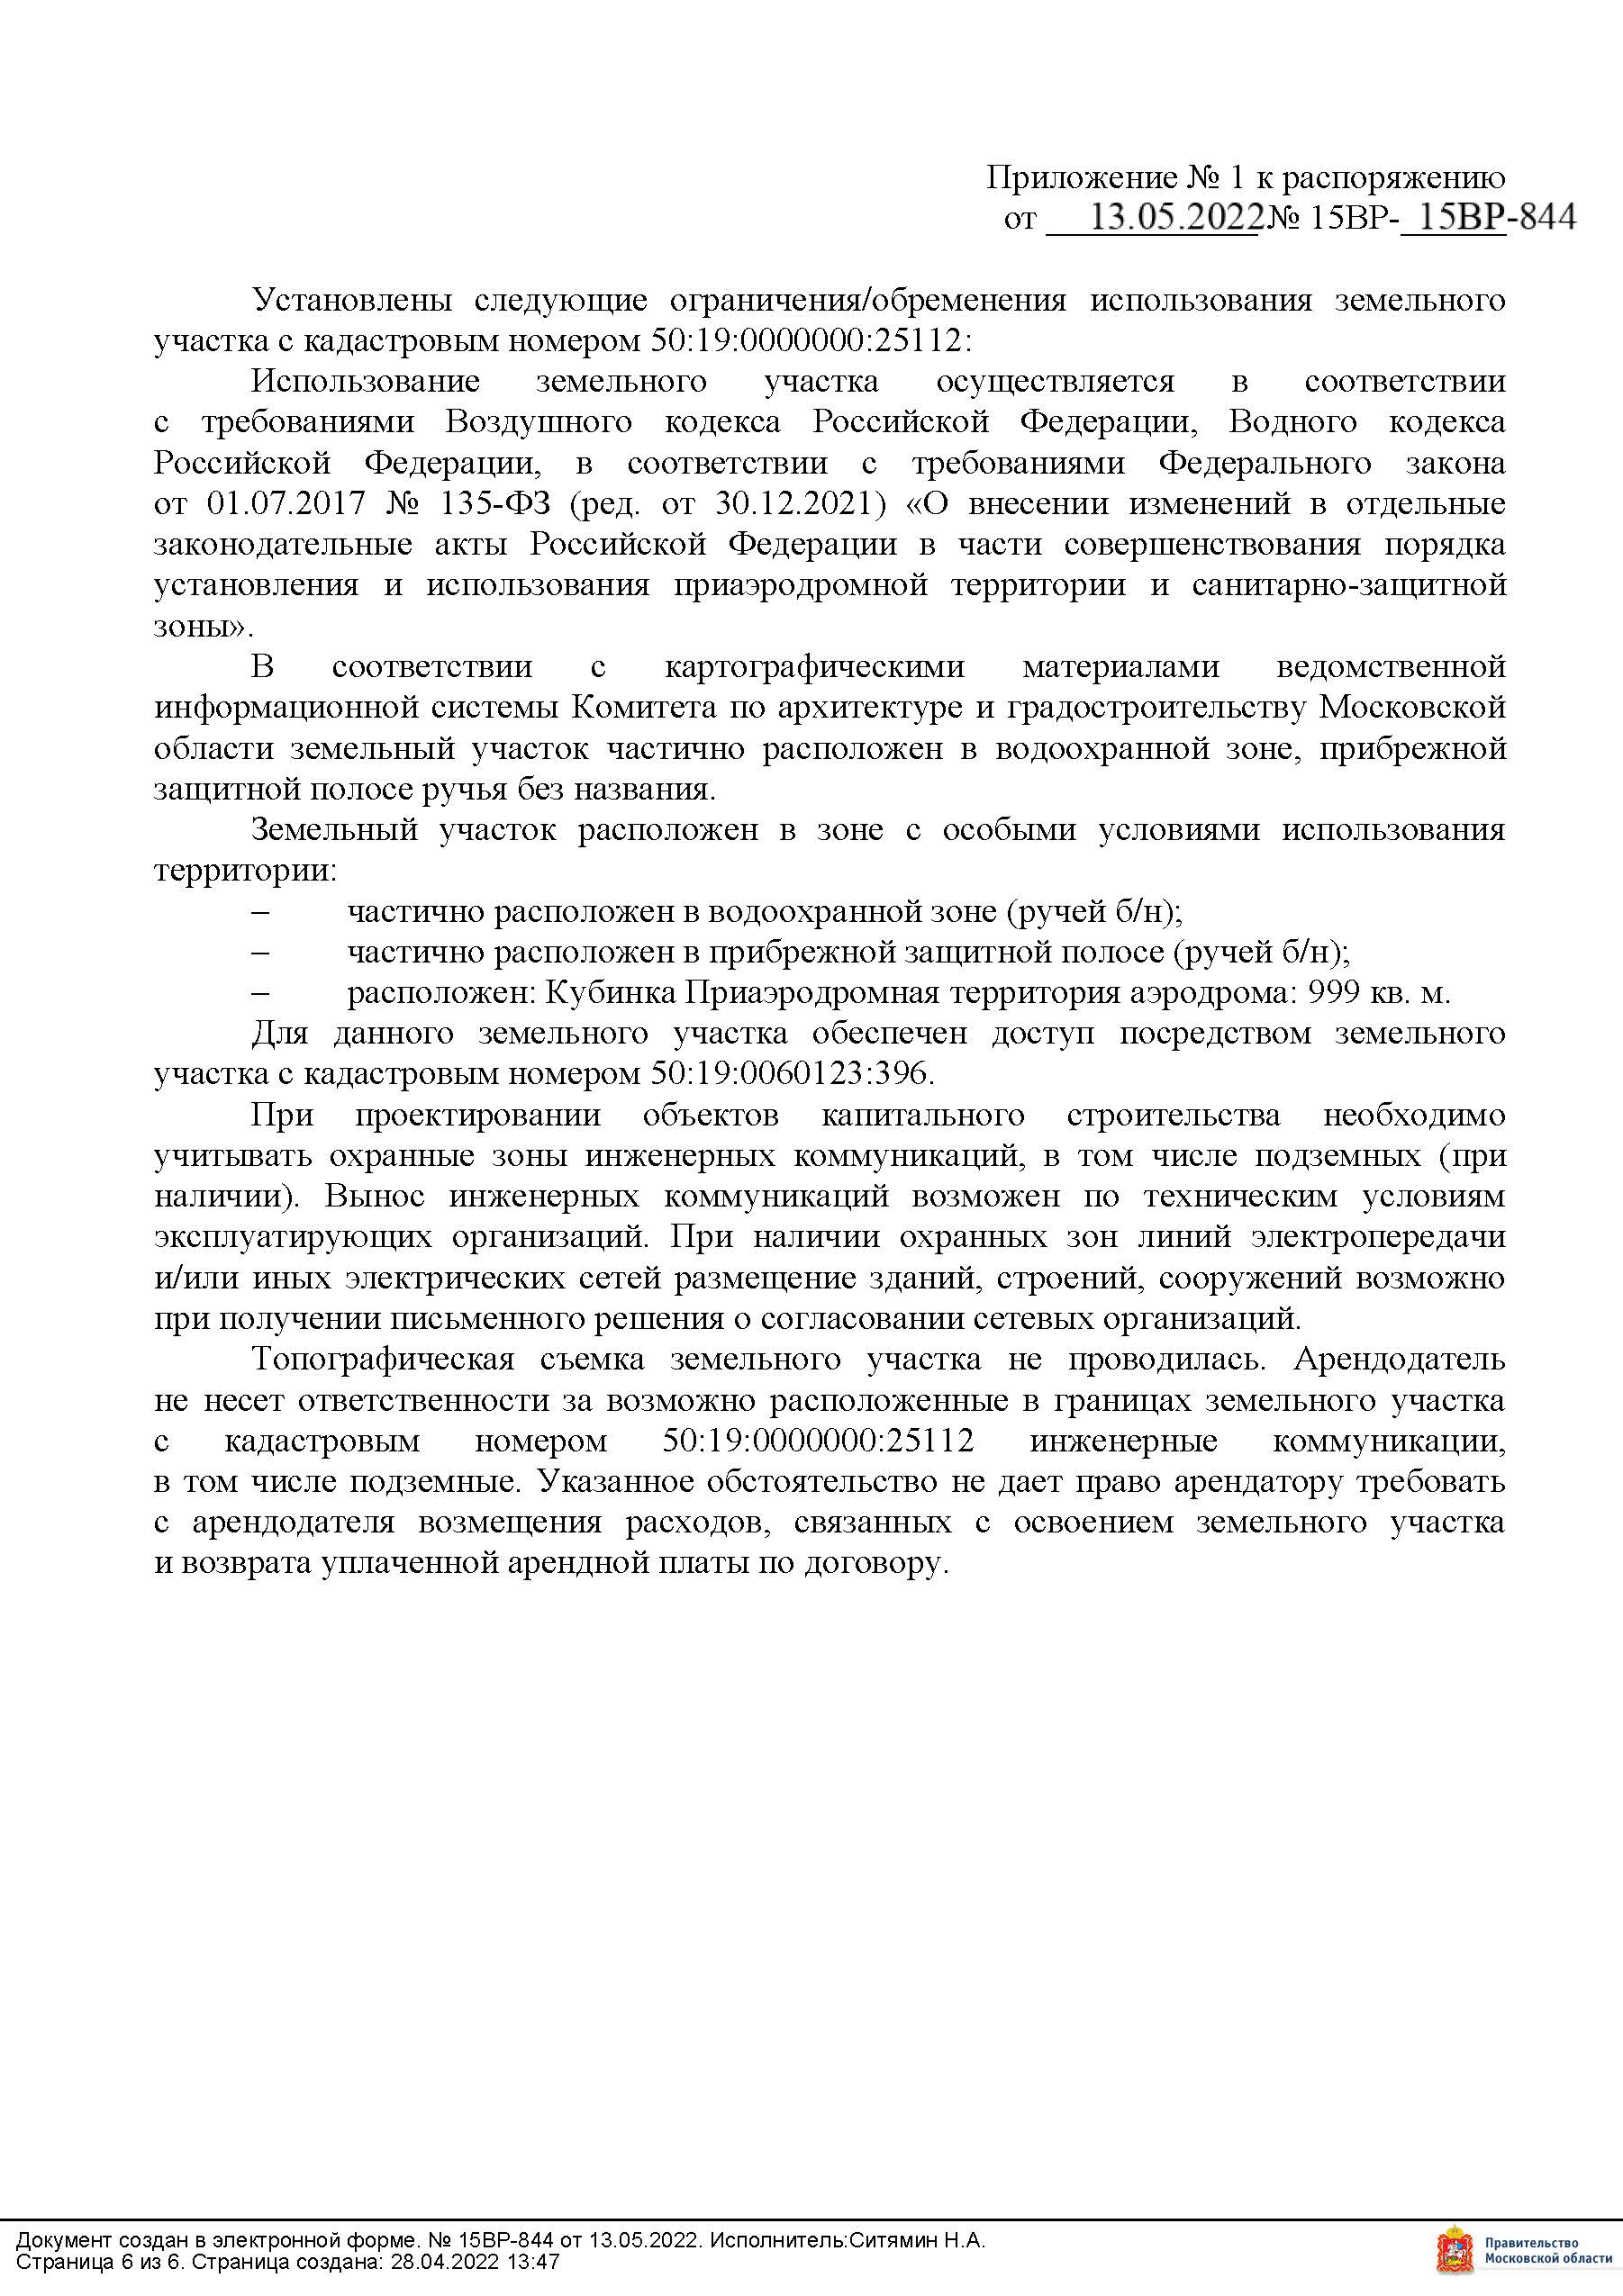 Приложение № 1 к распоряжению
от 13.05.2022 № 15ВР- 15ВР-844
Установлены следующие ограничения/обременения использования земельного
участка с кадастровым номером 50:19:0000000:25112:
Использование земельного участка осуществляется в соответствии
с требованиями Воздушного кодекса Российской Федерации, Водного кодекса
Российской Федерации, в соответствии с требованиями Федерального закона
от 01.07.2017 № 135-ФЗ (ред. от 30.12.2021) «О внесении изменений в отдельные
законодательные акты Российской Федерации в части совершенствования порядка
установления и использования приаэродромной территории и санитарно-защитной
зоны».
В соответствии с картографическими материалами ведомственной
информационной системы Комитета по архитектуре и градостроительству Московской
области земельный участок частично расположен в водоохранной зоне, прибрежной
защитной полосе ручья без названия.
Земельный участок расположен в зоне с особыми условиями использования
территории:
– частично расположен в водоохранной зоне (ручей б/н);
– частично расположен в прибрежной защитной полосе (ручей б/н);
– расположен: Кубинка Приаэродромная территория аэродрома: 999 кв. м.
Для данного земельного участка обеспечен доступ посредством земельного
участка с кадастровым номером 50:19:0060123:396.
При проектировании объектов капитального строительства необходимо
учитывать охранные зоны инженерных коммуникаций, в том числе подземных (при
наличии). Вынос инженерных коммуникаций возможен по техническим условиям
эксплуатирующих организаций. При наличии охранных зон линий электропередачи
и/или иных электрических сетей размещение зданий, строений, сооружений возможно
при получении письменного решения о согласовании сетевых организаций.
Топографическая съемка земельного участка не проводилась. Арендодатель
не несет ответственности за возможно расположенные в границах земельного участка
с кадастровым номером 50:19:0000000:25112 инженерные коммуникации,
в том числе подземные. Указанное обстоятельство не дает право арендатору требовать
с арендодателя возмещения расходов, связанных с освоением земельного участка
и возврата уплаченной арендной платы по договору.
Документ создан в электронной форме. № 15ВР-844 от 13.05.2022. Исполнитель:Ситямин Н.А.
Страница 6 из 6. Страница создана: 28.04.2022 13:47
Правительство
Московской области